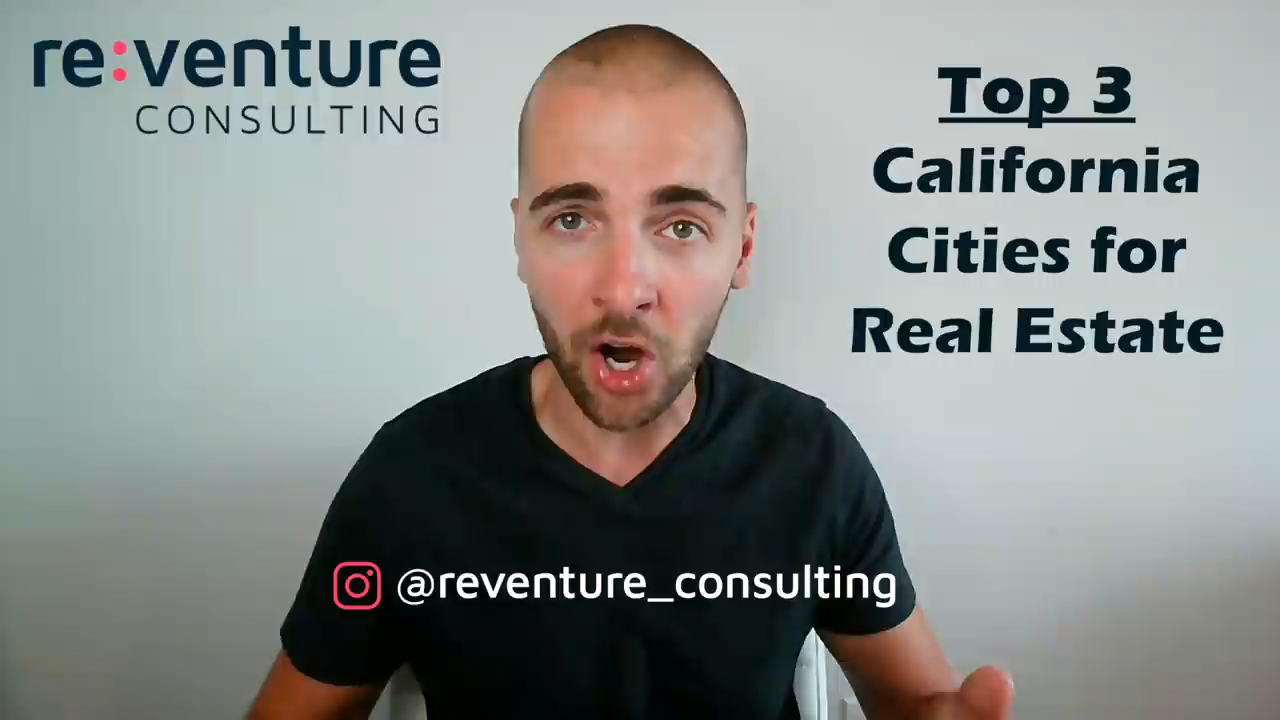 re:venture
CONSULTING
Top 3
California
Cities for
Real Estate
@reventure_consulting